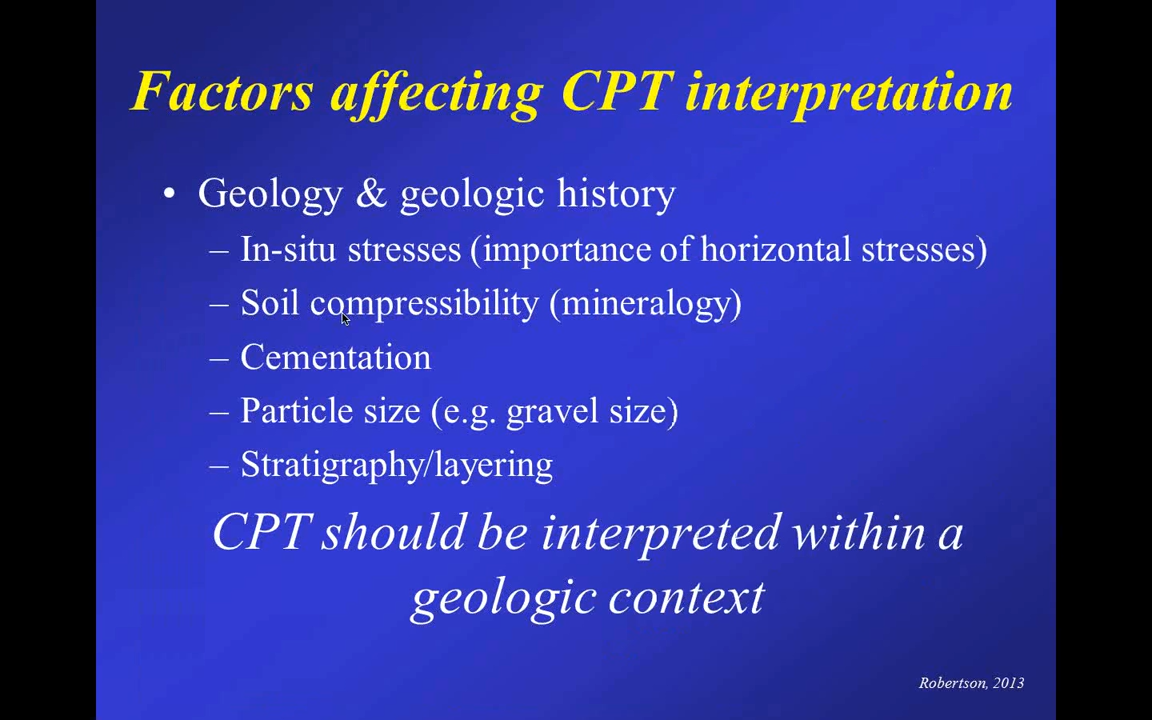 Factors affecting CPT interpretation
• Geology & geologic history
– In-situ stresses (importance of horizontal stresses)
– Soil compressibility (mineralogy)
– Cementation
– Particle size (e.g. gravel size)
– Stratigraphy/layering
CPT should be interpreted within a
geologic context
Robertson, 2013